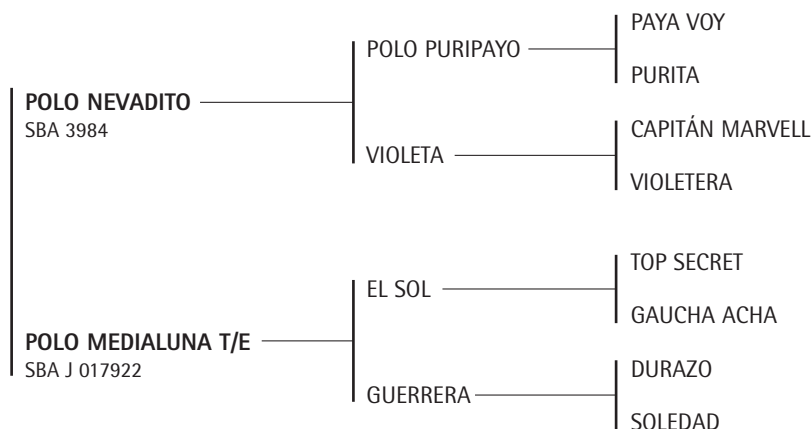 PAYA VOY
POLO PURIPAYO
PURITA
POLO NEVADITO
SBA 3984
CAPITÁN MARVELL
VIOLETA
VIOLETERA
TOP SECRET
EL SOL
GAUCHA ACHA
POLO MEDIALUNA T/E
SBA J 017922
DURAZO
GUERRERA
SOLEDAD